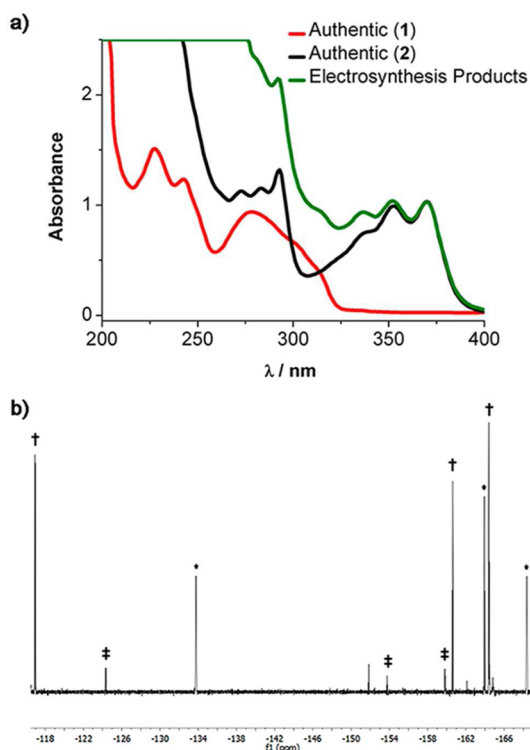 a)
Authentic (1)
Authentic (2)
Electrosynthesis Products
2
1
0
Absorbance
200 250 300 350 400
λ / nm
b)
† ‡ * † * † ‡ ‡ *
-118 -122 -126 -130 -134 -138 -142 -146 -150 -154 -158 -162 -166
f1 (ppm)